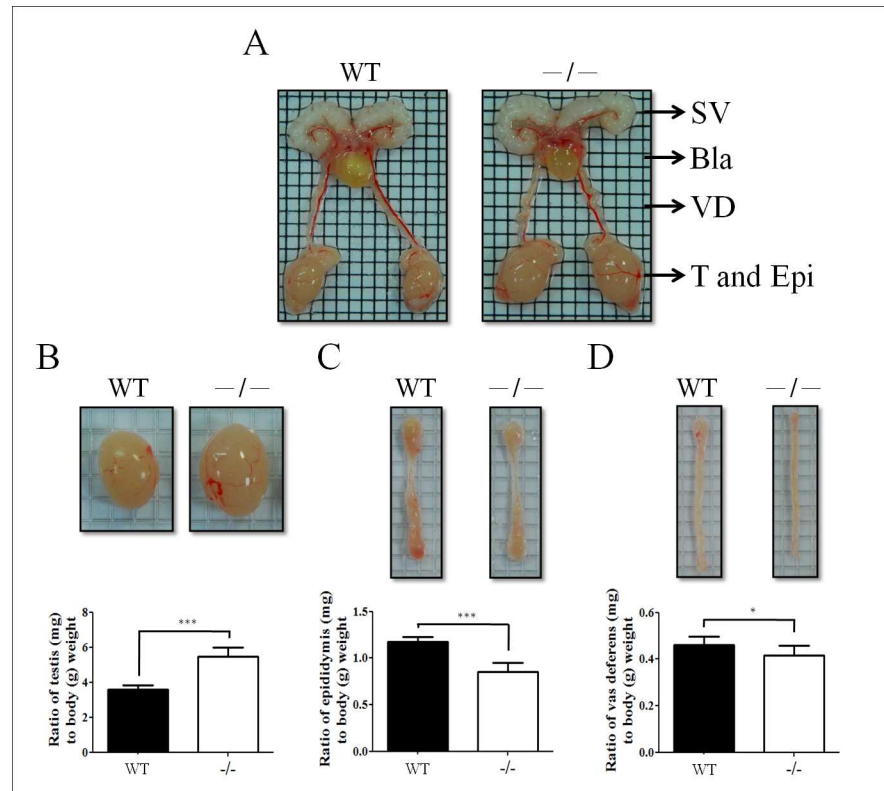 A
WT
—/—
SV
Bla
VD
T and Epi
B
WT
—/—
C
WT
—/—
D
WT
—/—
Ratio of testis (mg)
to body (g) weight
8
6
4
2
0
***
WT
-/-
Ratio of epididymis (mg)
to body (g) weight
1.5
1.0
0.5
0.0
***
WT
-/-
Ratio of vas deferens (mg)
to body (g) weight
0.6
0.4
0.2
0.0
*
WT
-/-